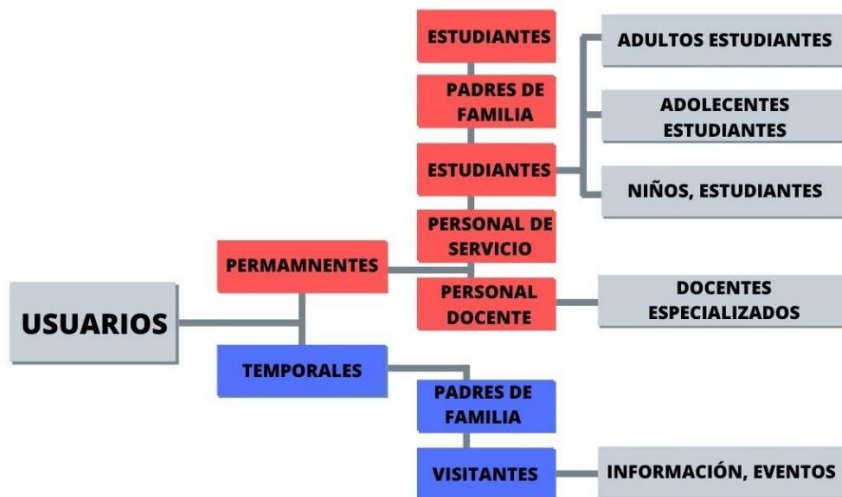 ESTUDIANTES
ADULTOS ESTUDIANTES
PADRES DE
FAMILIA
ADOLECENTES
ESTUDIANTES
ESTUDIANTES
NIÑOS, ESTUDIANTES
PERSONAL DE
SERVICIO
PERMAMNENTES
PERSONAL
DOCENTE
DOCENTES
ESPECIALIZADOS
USUARIOS
TEMPORALES
PADRES DE
FAMILIA
VISITANTES
INFORMACIÓN, EVENTOS